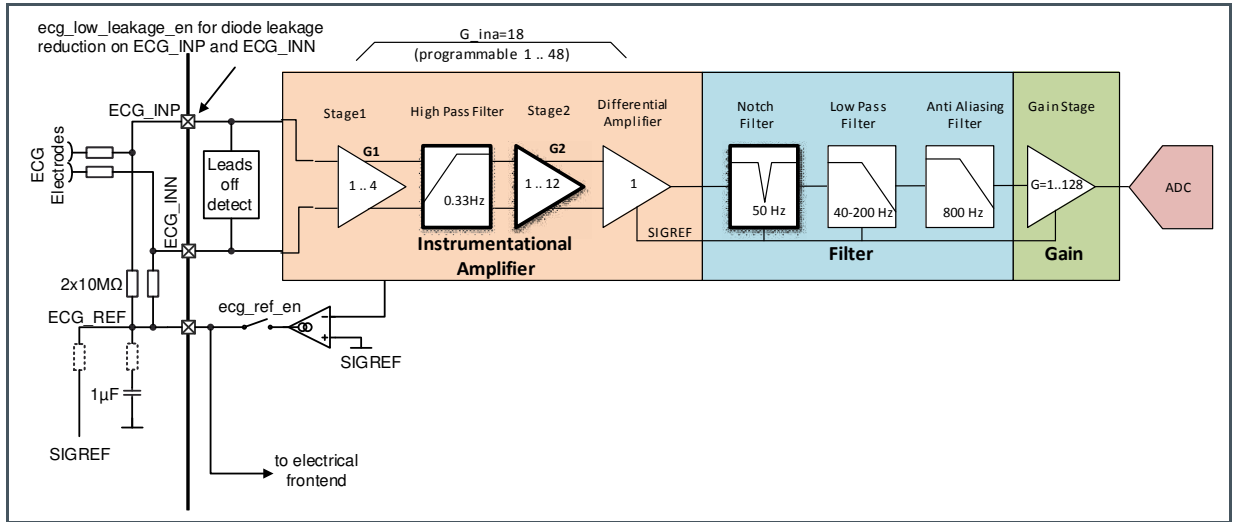 ecg_low_leakage_en for diode leakage
reduction on ECG_INP and ECG_INN
G_ina=18
(programmable 1 .. 48)
ECG_INP
ECG
Electrodes
ECG_INN
Leads
off
detect
Stage1
High Pass Filter
Stage2
Differential
Amplifier
G1
G2
1 .. 4
0.33Hz
1 .. 12
1
Instrumentational
Amplifier
Notch
Filter
Low Pass
Filter
Anti Aliasing
Filter
50 Hz
40-200 Hz
800 Hz
SIGREF
Filter
Gain Stage
G=1..128
Gain
ADC
2x10MΩ
ECG_REF
ecg_ref_en
-
+
SIGREF
1µF
SIGREF
to electrical
frontend